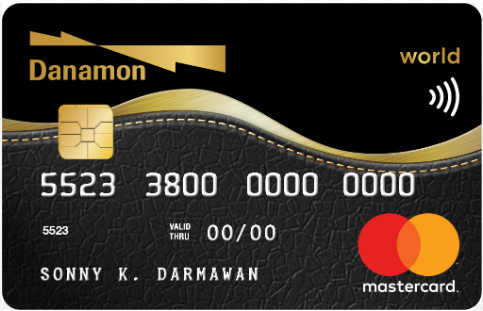 Danamon
world
5523 3800 0000 0000
5523
VALID
THRU 00/00
SONNY K. DARMAWAN
mastercard.